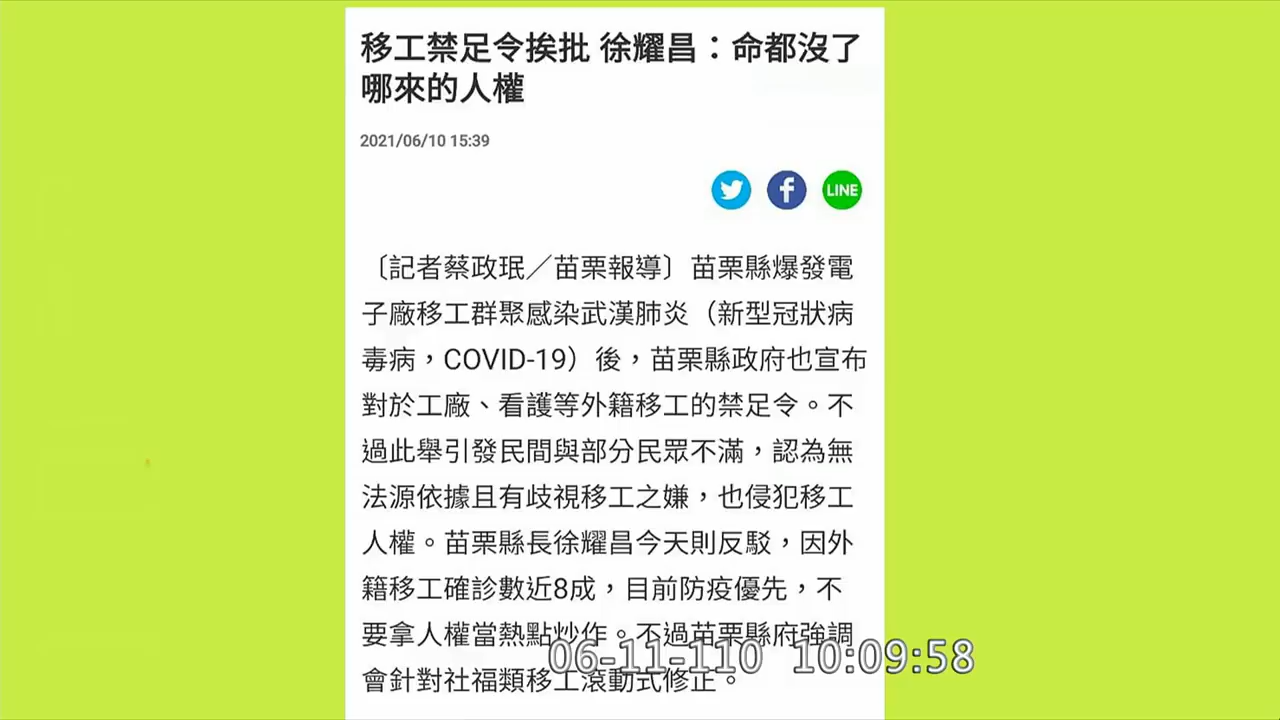 移工禁足令挨批 徐耀昌：命都沒了
哪來的人權
2021/06/10 15:39
LINE
〔記者蔡政珉／苗栗報導〕苗栗縣爆發電
子廠移工群聚感染武漢肺炎（新型冠狀病
毒病，COVID-19）後，苗栗縣政府也宣布
對於工廠、看護等外籍移工的禁足令。不
過此舉引發民間與部分民眾不滿，認為無
法源依據且有歧視移工之嫌，也侵犯移工
人權。苗栗縣長徐耀昌今天則反駁，因外
籍移工確診數近8成，目前防疫優先，不
要拿人權當熱點炒作。不過苗栗縣府強調
06-11-110 10:09:58
會針對社福類移工滾動式修正。